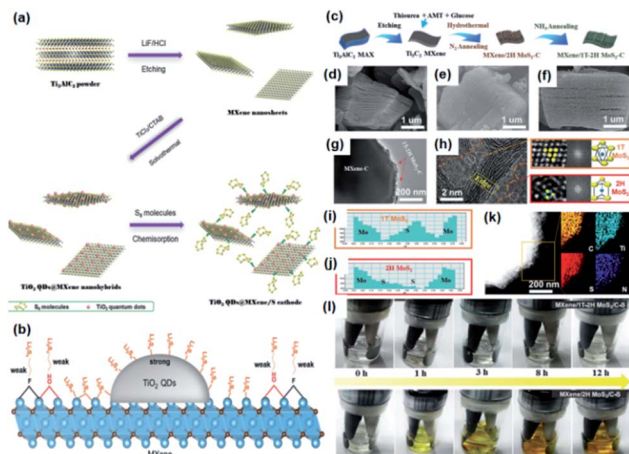 (a)
LiF/HCl
Etching
Ti₃AlC₂ powder
MXene nanosheets
TiCl₃/CTAB
Solvothermal
S₈ molecules
Chemisorption
TiO₂ QDs@MXene nanohybrids
TiO₂ QDs@MXene/S cathode
S₈ molecules
TiO₂ quantum dots
(b)
weak
weak
strong
weak
weak
F
F
TiO₂ QDs
MXene
(c)
Thiourea + AMT + Glucose
Etching
Hydrothermal
N₂-Annealing
NH₃ Annealing
Ti₃AlC₂ MAX
Ti₃C₂ MXene
MXene/2H MoS₂-C
MXene/1T-2H MoS₂-C
(d)
1 um
(e)
1 um
(f)
1 um
(g)
MXene-C
1T-2H MoS₂-C
200 nm
(h)
2 nm
1T
MoS₂
2H
MoS₂
(i)
1T MoS₂
Mo
S
Mo
(j)
2H MoS₂
Mo
S
S
Mo
(k)
200 nm
C
Ti
S
N
(l)
MXene/1T-2H MoS₂/C-S
0 h
1 h
3 h
8 h
12 h
MXene/2H MoS₂/C-S